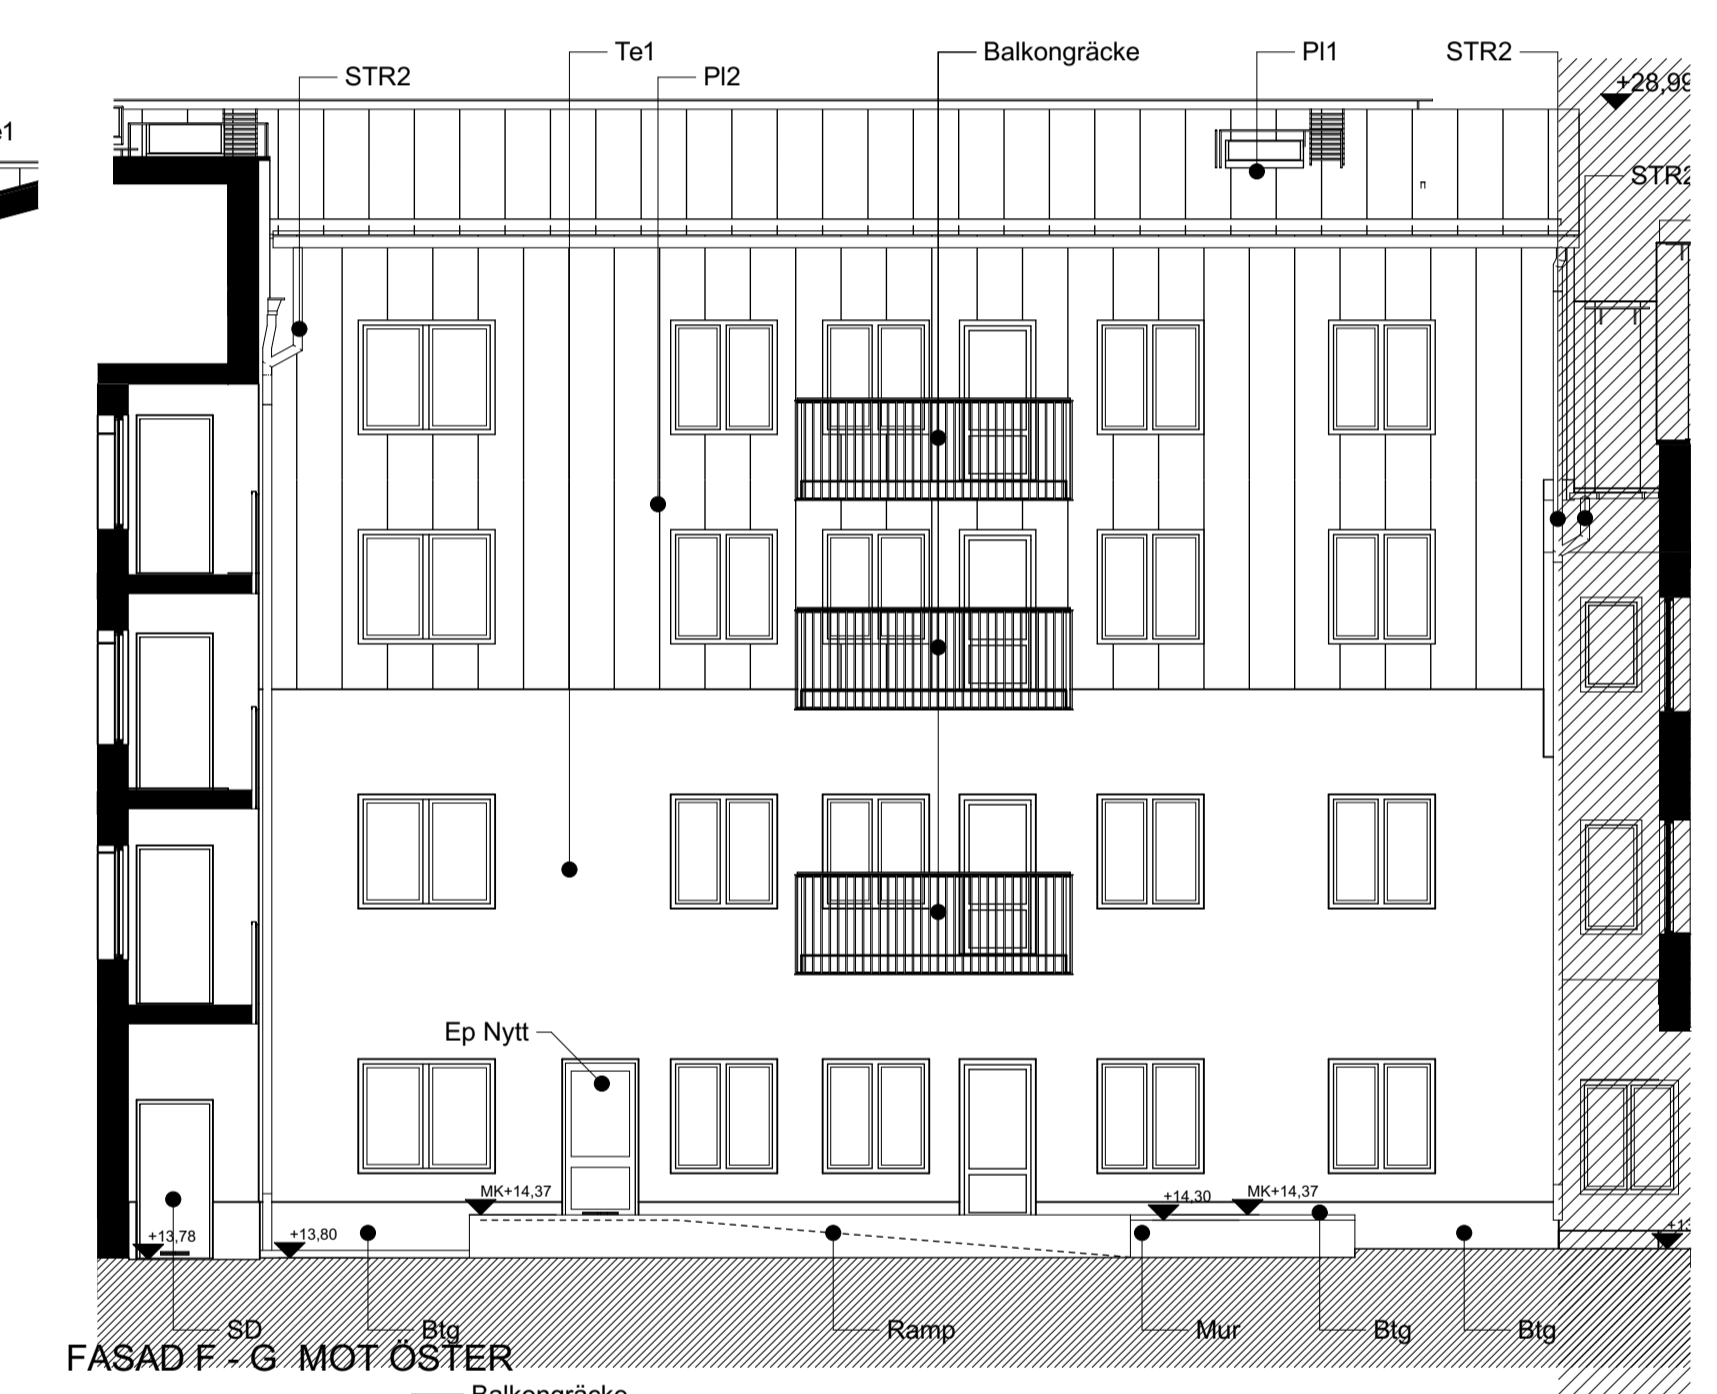 Te1
Balkongräcke
Pl1
STR2
STR2
Pl2
+28,99
STR2
Ep Nytt
MK+14,37
+14,30
MK+14,37
+13,78
+13,80
SD
Btg
Ramp
Mur
Btg
Btg
FASAD F - G MOT ÖSTER
Balkongräcke